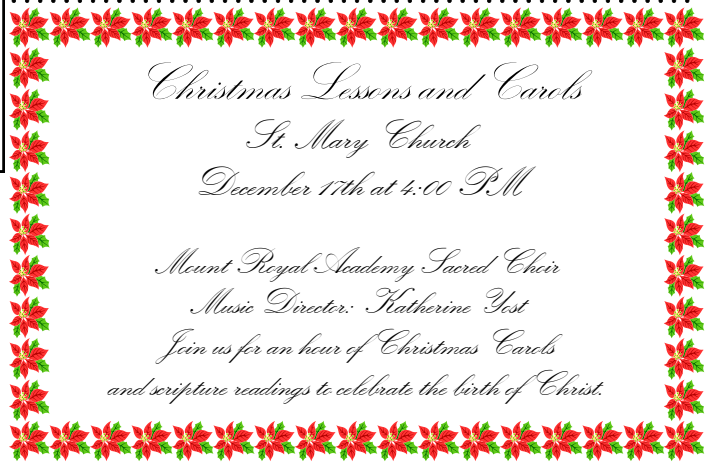 Christmas Lessons and Carols
St. Mary Church
December 17th at 4:00 PM
Mount Royal Academy Sacred Choir
Music Director: Katherine Yost
Join us for an hour of Christmas Carols
and scripture readings to celebrate the birth of Christ.